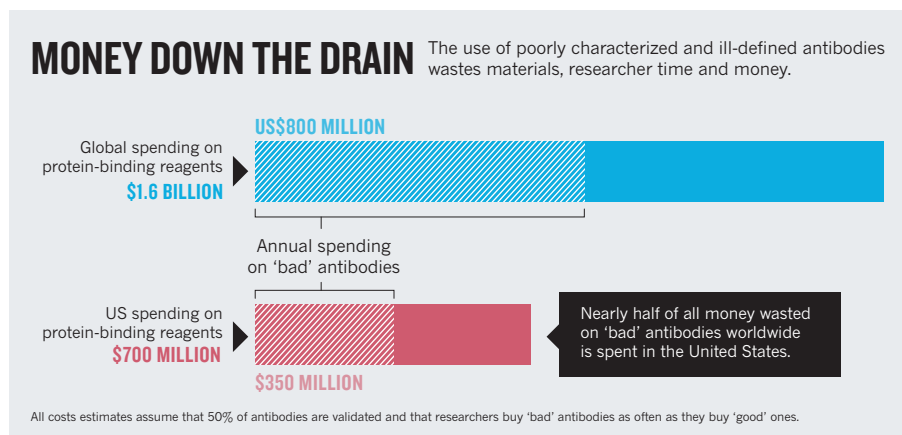 MONEY DOWN THE DRAIN
The use of poorly characterized and ill-defined antibodies
wastes materials, researcher time and money.
US$800 MILLION
Global spending on
protein-binding reagents
$1.6 BILLION
Annual spending
on ‘bad’ antibodies
US spending on
protein-binding reagents
$700 MILLION
Nearly half of all money wasted
on ‘bad’ antibodies worldwide
is spent in the United States.
$350 MILLION
All costs estimates assume that 50% of antibodies are validated and that researchers buy ‘bad’ antibodies as often as they buy ‘good’ ones.